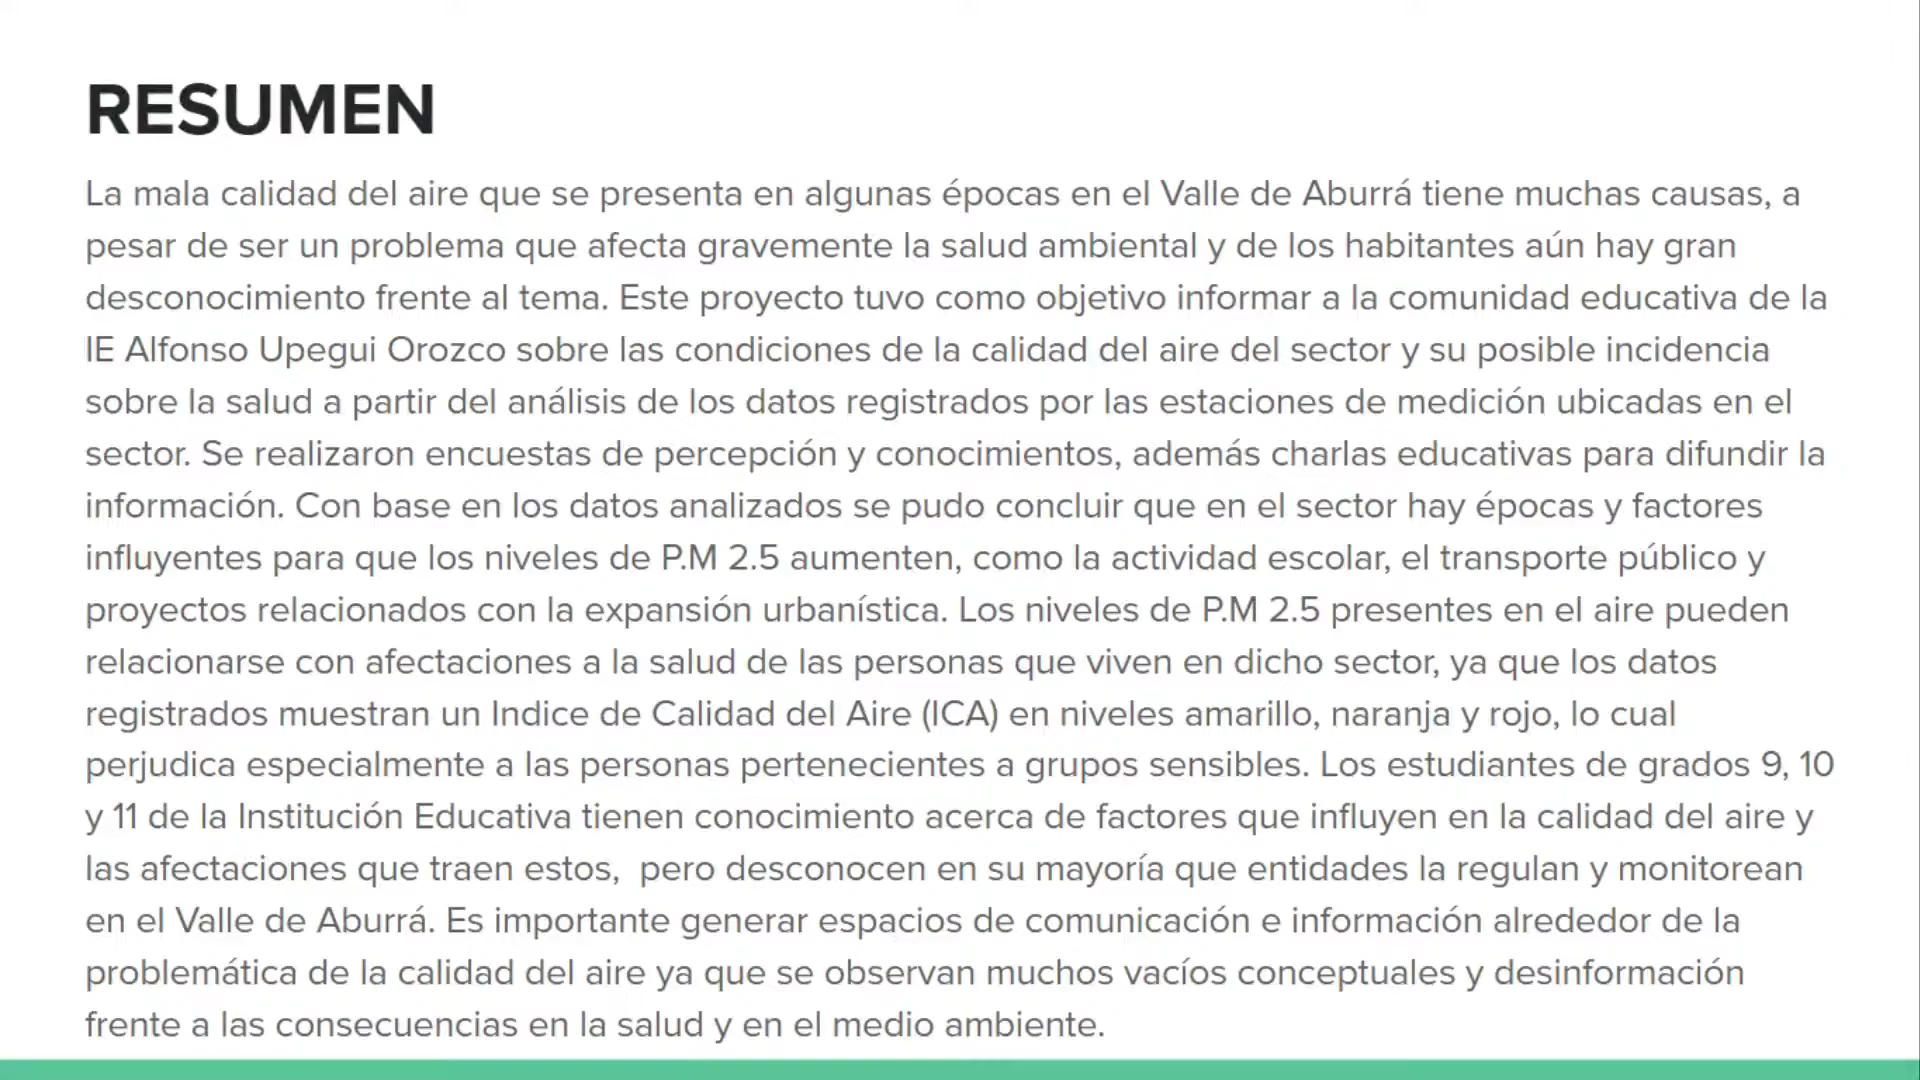 RESUMEN
La mala calidad del aire que se presenta en algunas épocas en el Valle de Aburrá tiene muchas causas, a
pesar de ser un problema que afecta gravemente la salud ambiental y de los habitantes aún hay gran
desconocimiento frente al tema. Este proyecto tuvo como objetivo informar a la comunidad educativa de la
IE Alfonso Upegui Orozco sobre las condiciones de la calidad del aire del sector y su posible incidencia
sobre la salud a partir del análisis de los datos registrados por las estaciones de medición ubicadas en el
sector. Se realizaron encuestas de percepción y conocimientos, además charlas educativas para difundir la
información. Con base en los datos analizados se pudo concluir que en el sector hay épocas y factores
influyentes para que los niveles de P.M 2.5 aumenten, como la actividad escolar, el transporte público y
proyectos relacionados con la expansión urbanística. Los niveles de P.M 2.5 presentes en el aire pueden
relacionarse con afectaciones a la salud de las personas que viven en dicho sector, ya que los datos
registrados muestran un Indice de Calidad del Aire (ICA) en niveles amarillo, naranja y rojo, lo cual
perjudica especialmente a las personas pertenecientes a grupos sensibles. Los estudiantes de grados 9, 10
y 11 de la Institución Educativa tienen conocimiento acerca de factores que influyen en la calidad del aire y
las afectaciones que traen estos,  pero desconocen en su mayoría que entidades la regulan y monitorean
en el Valle de Aburrá. Es importante generar espacios de comunicación e información alrededor de la
problemática de la calidad del aire ya que se observan muchos vacíos conceptuales y desinformación
frente a las consecuencias en la salud y en el medio ambiente.